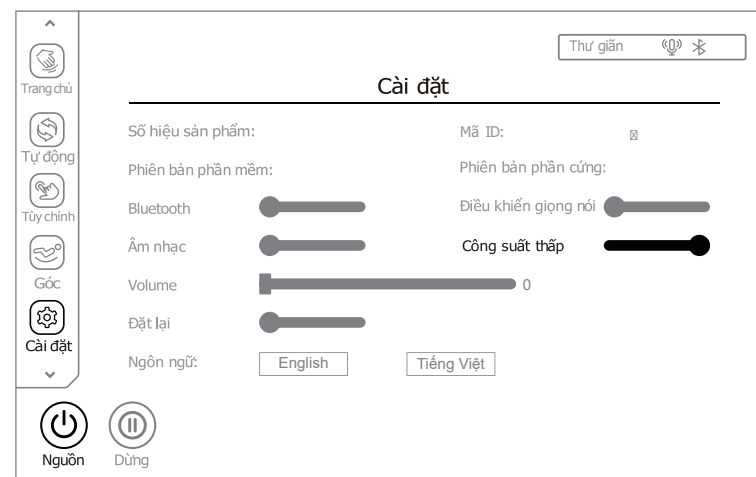 Thư giãn
Trang chủ
Cài đặt
Số hiệu sản phẩm:
Mã ID:
Tự động
Phiên bản phần mềm:
Phiên bản phần cứng:
Tùy chỉnh
Bluetooth
Điều khiển giọng nói
Âm nhạc
Công suất thấp
Góc
Volume
0
Đặt lại
Cài đặt
Ngôn ngữ:
English
Tiếng Việt
Nguồn
Dừng